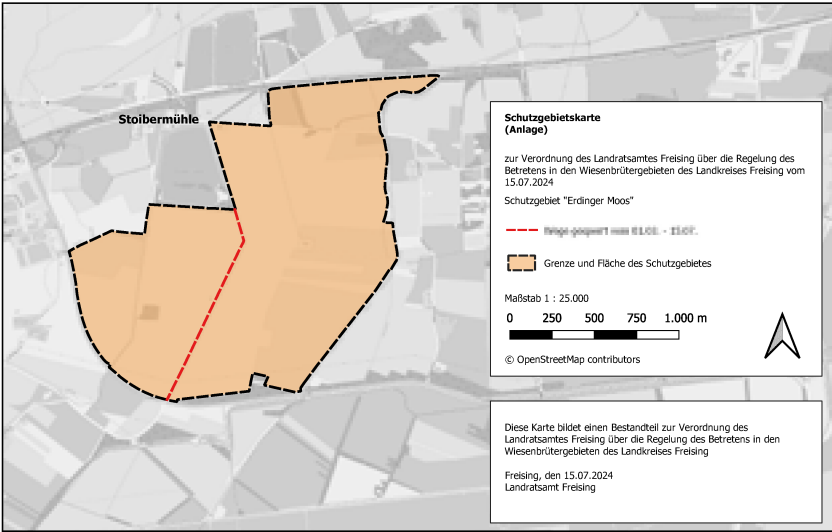 Stoibermühle
Schutzgebietskarte
(Anlage)
zur Verordnung des Landratsamtes Freising über die Regelung des
Betretens in den Wiesenbrütergebieten des Landkreises Freising vom
15.07.2024
Schutzgebiet "Erdinger Moos"
Grenze und Fläche des Schutzgebietes
Maßstab 1 : 25.000
0 250 500 750 1.000 m
© OpenStreetMap contributors
Diese Karte bildet einen Bestandteil zur Verordnung des
Landratsamtes Freising über die Regelung des Betretens in den
Wiesenbrütergebieten des Landkreises Freising
Freising, den 15.07.2024
Landratsamt Freising